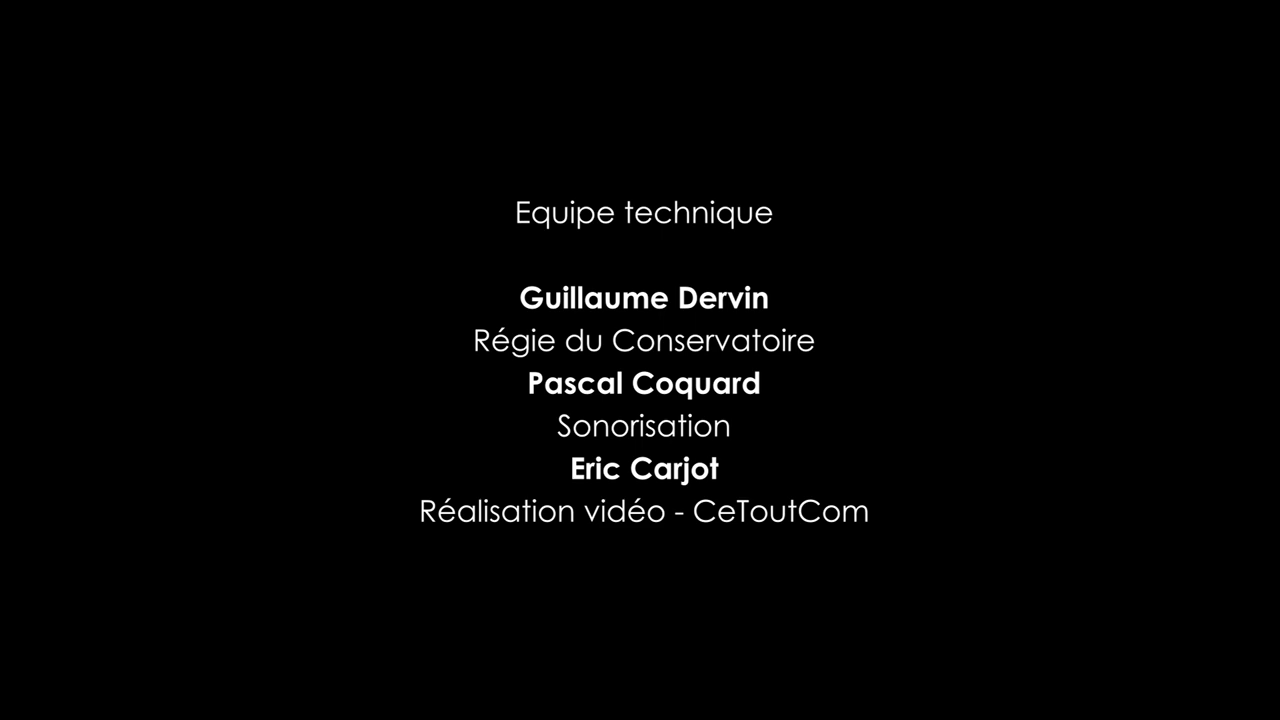 Equipe technique
Guillaume Dervin
Régie du Conservatoire
Pascal Coquard
Sonorisation
Eric Carjot
Réalisation vidéo - CeToutCom